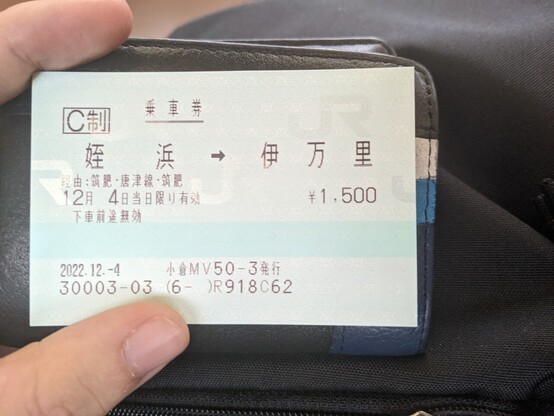 C制
乗車券
姪浜 → 伊万里
経由:筑肥・唐津線・筑肥
12月 4日当日限り有効 ¥1,500
下車前途無効
2022.12.-4 小倉MV50-3発行
30003-03 (6- )R918C62